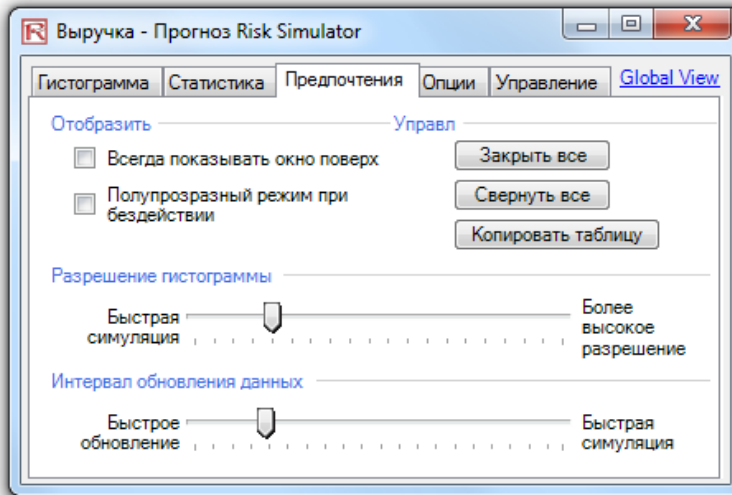 Выручка - Прогноз Risk Simulator
Гистограмма Статистика Предпочтения Опции Управление Global View
Отобразить Управл
Всегда показывать окно поверх
Закрыть все
Полупрозразный режим при
бездействии
Свернуть все
Копировать таблицу
Разрешение гистограммы
Быстрая
симуляция
Более
высокое
разрешение
Интервал обновления данных
Быстрое
обновление
Быстрая
симуляция